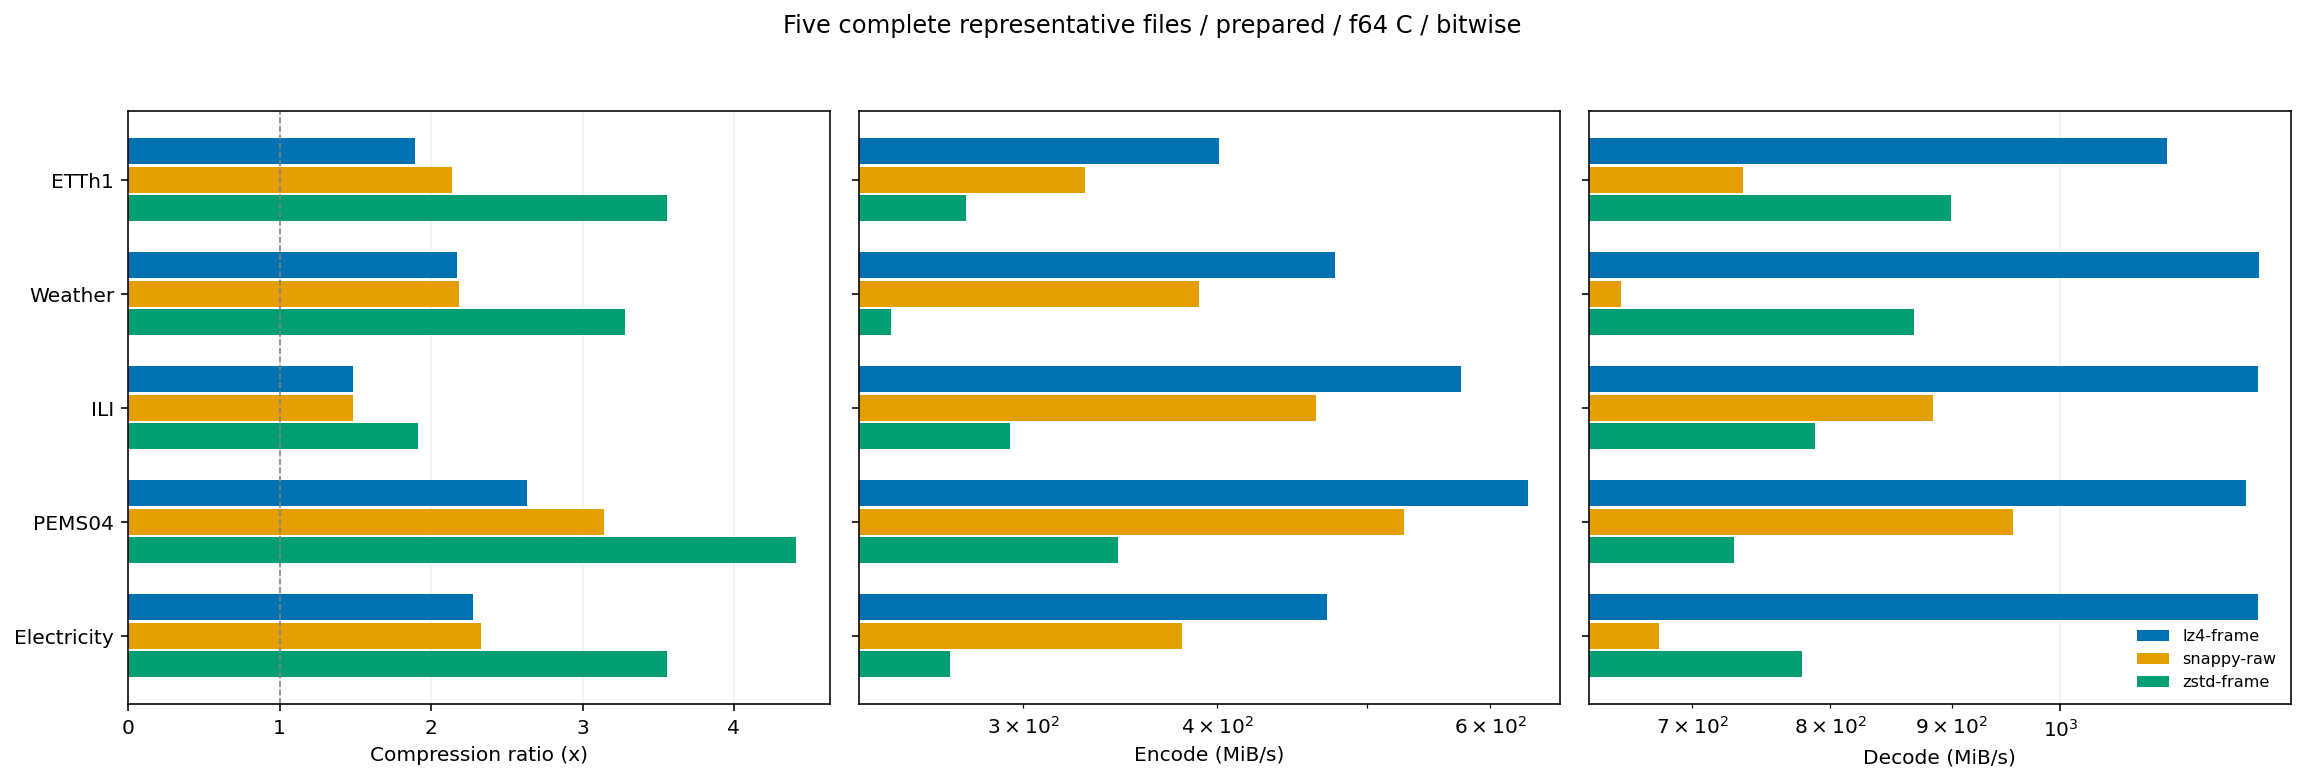 Five complete representative files / prepared / f64 C / bitwise
ETTh1
Weather
ILI
PEMS04
Electricity
0 1 2 3 4
Compression ratio (x)
3 × 10² 4 × 10² 6 × 10²
Encode (MiB/s)
7 × 10² 8 × 10² 9 × 10² 10³
Decode (MiB/s)
lz4-frame
snappy-raw
zstd-frame